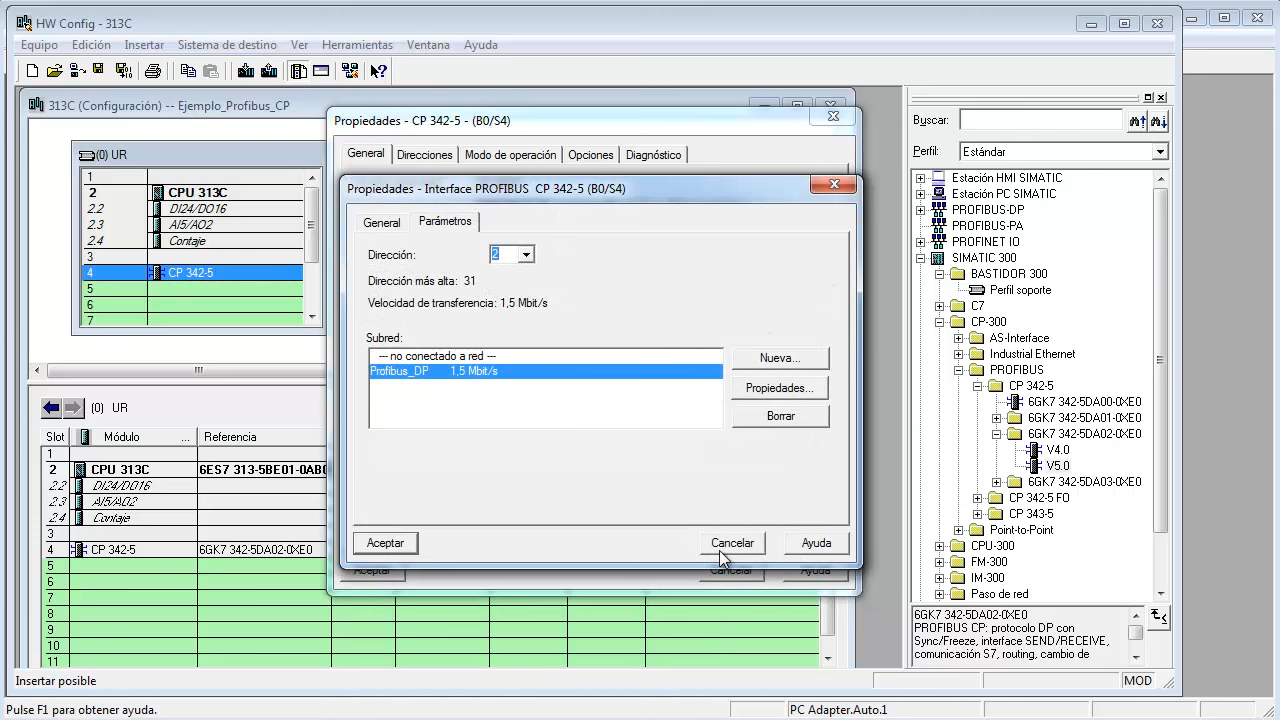 HW Config - 313C
Equipo Edición Insertar Sistema de destino Ver Herramientas Ventana Ayuda
313C (Configuración) -- Ejemplo_Profibus_CP
(0) UR
1
2 CPU 313C
2.2 DI24/DO16
2.3 AI5/AO2
2.4 Contaje
3
4 CP 342-5
5
6
7
(0) UR
Slot Módulo ... Referencia
1
2 CPU 313C 6ES7 313-5BE01-0AB0
2.2 DI24/DO16
2.3 AI5/AO2
2.4 Contaje
3
4 CP 342-5 6GK7 342-5DA02-0XE0
5
6
7
8
9
10
11
Propiedades - CP 342-5 - (B0/S4)
General Direcciones Modo de operación Opciones Diagnóstico
Propiedades - Interface PROFIBUS CP 342-5 (B0/S4)
General Parámetros
Dirección: 2
Dirección más alta: 31
Velocidad de transferencia: 1,5 Mbit/s
Subred:
--- no conectado a red ---
Profibus_DP 1,5 Mbit/s
Nueva...
Propiedades...
Borrar
Aceptar Cancelar Ayuda
Aceptar Cancelar Ayuda
Buscar:
Perfil: Estándar
Estación HMI SIMATIC
Estación PC SIMATIC
PROFIBUS-DP
PROFIBUS-PA
PROFINET IO
SIMATIC 300
BASTIDOR 300
Perfil soporte
C7
CP-300
AS-Interface
Industrial Ethernet
PROFIBUS
CP 342-5
6GK7 342-5DA00-0XE0
6GK7 342-5DA01-0XE0
6GK7 342-5DA02-0XE0
V4.0
V5.0
6GK7 342-5DA03-0XE0
CP 342-5 FO
CP 343-5
Point-to-Point
CPU-300
FM-300
IM-300
Paso de red
6GK7 342-5DA02-0XE0
PROFIBUS CP: protocolo DP con
Sync/Freeze, interface SEND/RECEIVE,
comunicación S7, routing, cambio de
Insertar posible MOD
Pulse F1 para obtener ayuda. PC Adapter.Auto.1